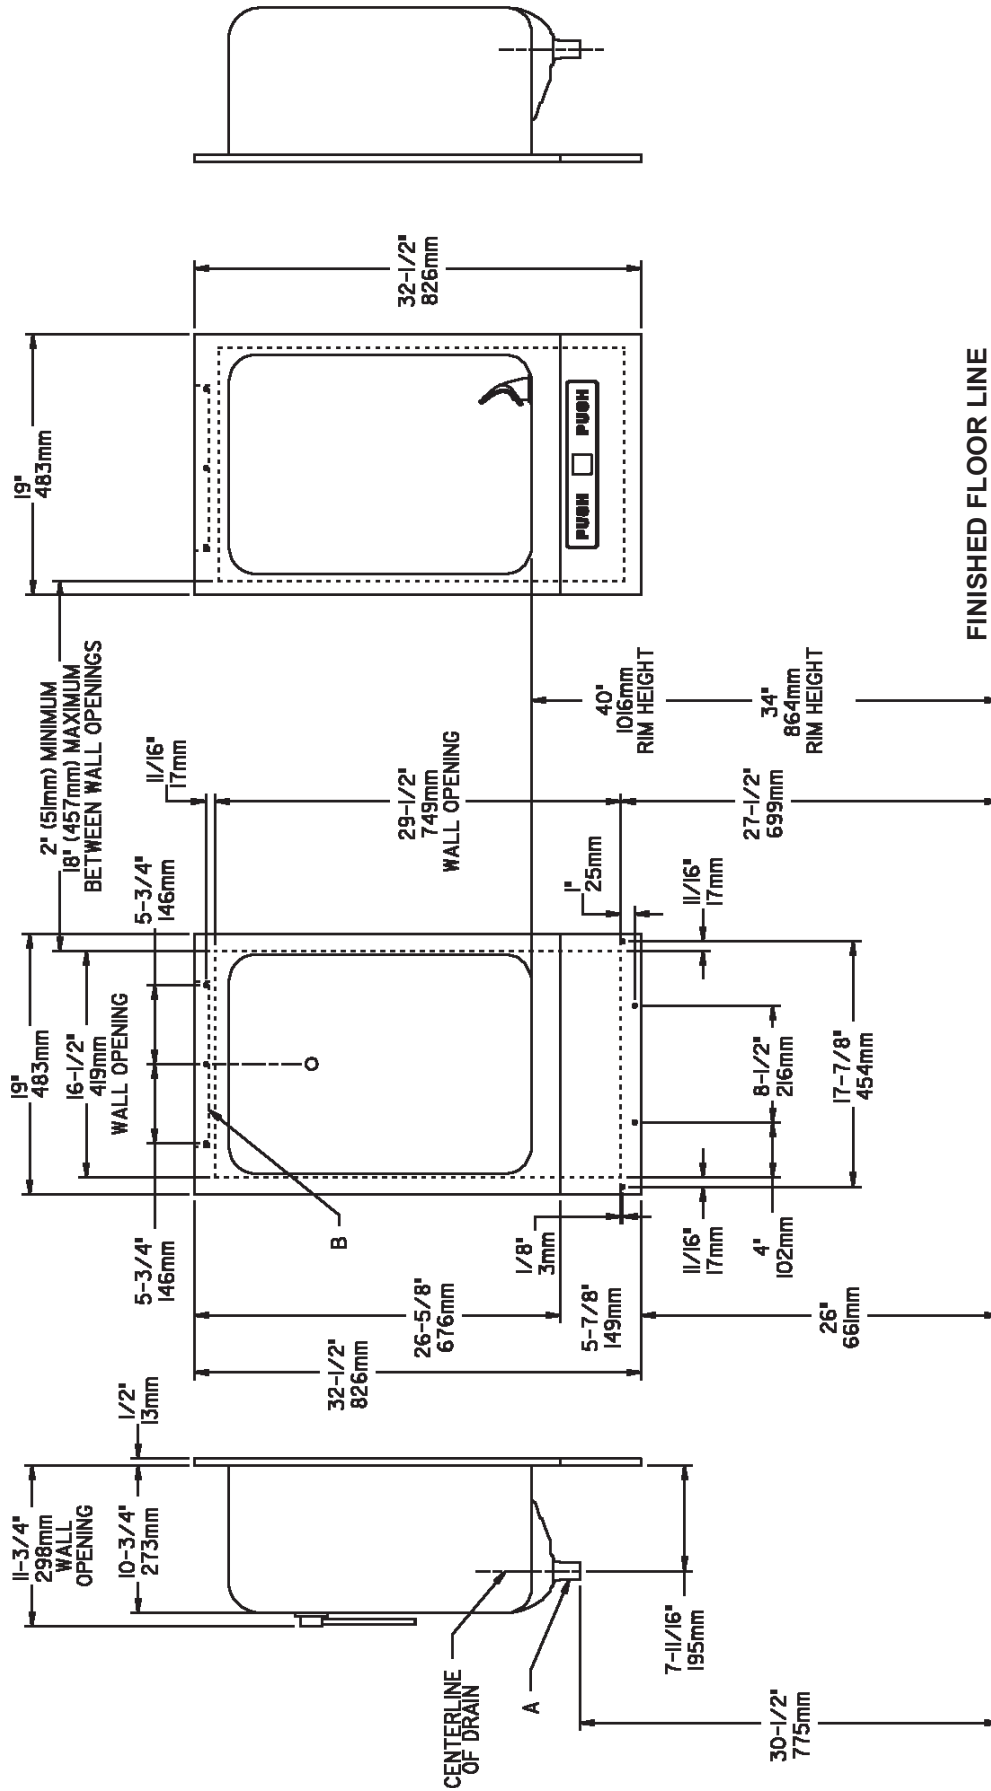 11-3/4"
298mm
WALL
OPENING
10-3/4"
273mm
1/2"
13mm
CENTERLINE
OF DRAIN
A
7-11/16"
195mm
30-1/2"
775mm
19"
483mm
16-1/2"
419mm
WALL OPENING
5-3/4"
146mm
5-3/4"
146mm
B
32-1/2"
826mm
26-5/8"
676mm
5-7/8"
149mm
1/8"
3mm
11/16"
17mm
4"
102mm
8-1/2"
216mm
17-7/8"
454mm
26"
661mm
2" (51mm) MINIMUM
18" (457mm) MAXIMUM
BETWEEN WALL OPENINGS
11/16"
17mm
29-1/2"
749mm
WALL OPENING
1"
25mm
11/16"
17mm
27-1/2"
699mm
40"
1016mm
RIM HEIGHT
34"
864mm
RIM HEIGHT
19"
483mm
PUSH PUSH
32-1/2"
826mm
FINISHED FLOOR LINE